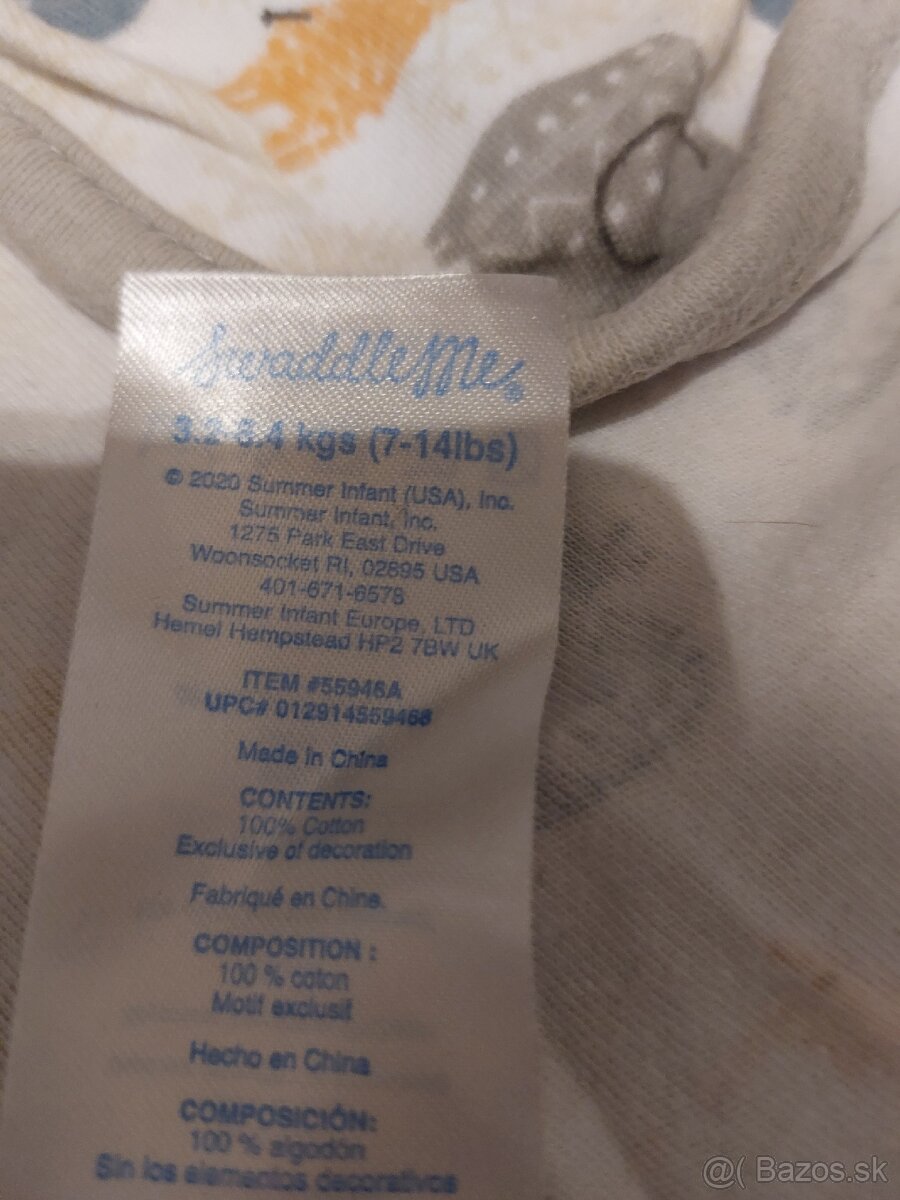 SwaddleMe®
3.2-6.4 kgs (7-14lbs)
© 2020 Summer Infant (USA), Inc.
Summer Infant, Inc.
1275 Park East Drive
Woonsocket RI, 02895 USA
401-671-6578
Summer Infant Europe, LTD
Hemel Hempstead HP2 7BW UK
ITEM #55946A
UPC# 012914559468
Made in China
CONTENTS:
100% Cotton
Exclusive of decoration
Fabriqué en Chine.
COMPOSITION :
100 % coton
Motif exclusif
Hecho en China
COMPOSICIÓN:
100 % algodón
Sin los elementos decorativos
@( Bazos.sk